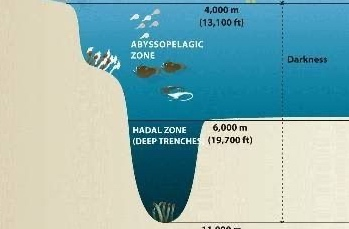 4,000 m
(13,100 ft)
ABYSSOPELAGIC
ZONE
Darkness
HADAL ZONE
(DEEP TRENCHES
6,000 m
(19,700 ft)